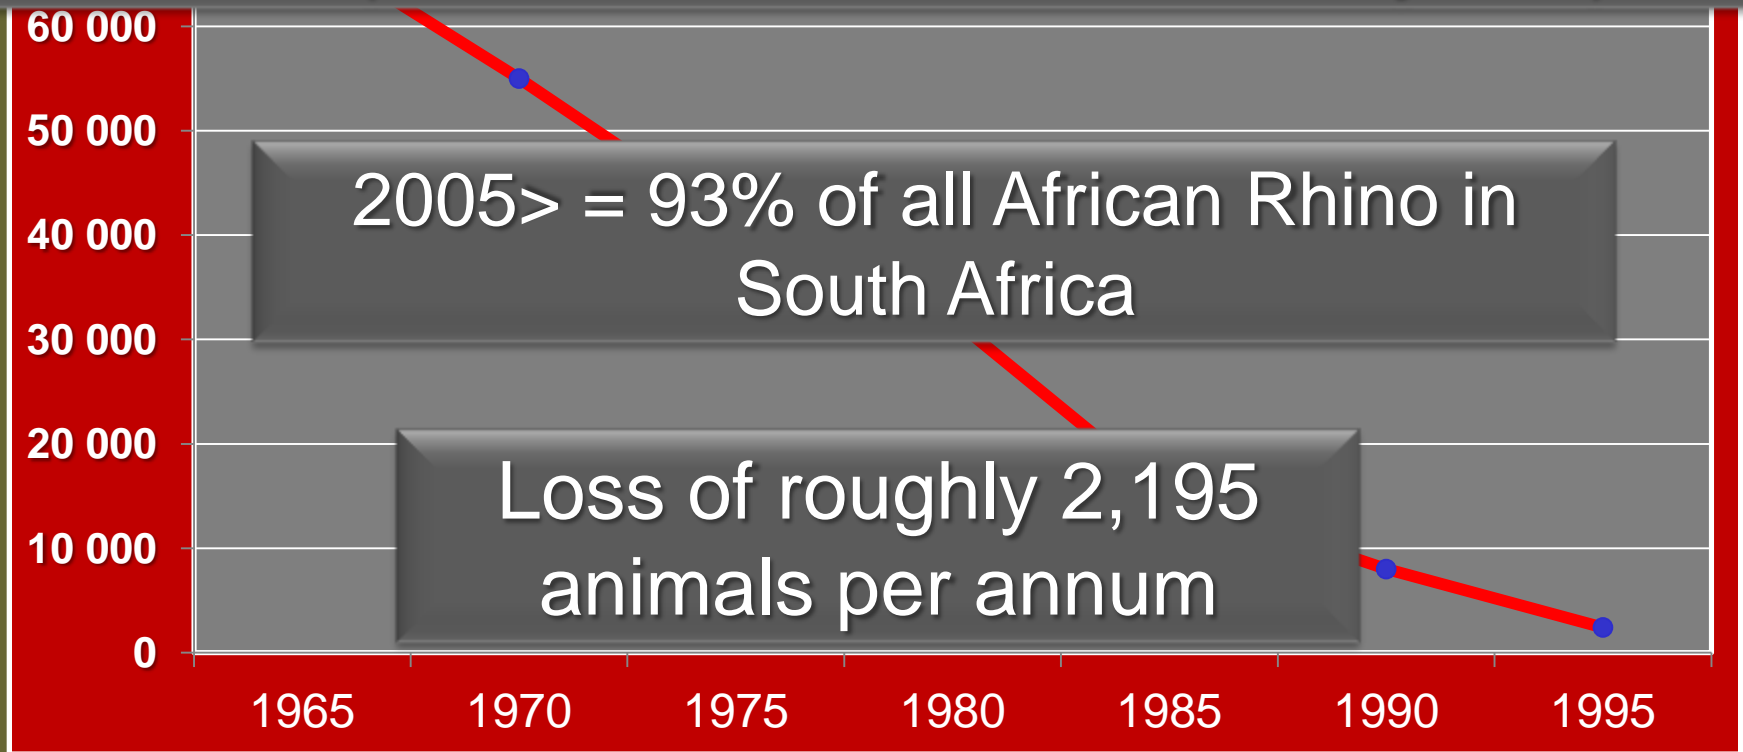 60 000
50 000
2005> = 93% of all African Rhino in
40 000
South Africa
30 000
20 000
Loss of roughly 2,195
10 000
animals per annum
0
1965 1970 1975 1980 1985 1990 1995